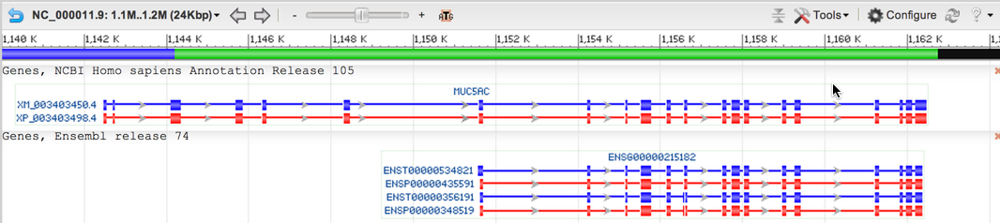 NC_000011.9: 1.1M..1.2M (24Kbp) - + ATG Tools Configure ?
1,140 K 1,142 K 1,144 K 1,146 K 1,148 K 1,150 K 1,152 K 1,154 K 1,156 K 1,158 K 1,160 K 1,162 K
Genes, NCBI Homo sapiens Annotation Release 105
MUC5AC
XM_003403450.4
XP_003403498.4
Genes, Ensembl release 74
ENSG00000215182
ENST00000534821
ENSP00000435591
ENST00000356191
ENSP00000348519